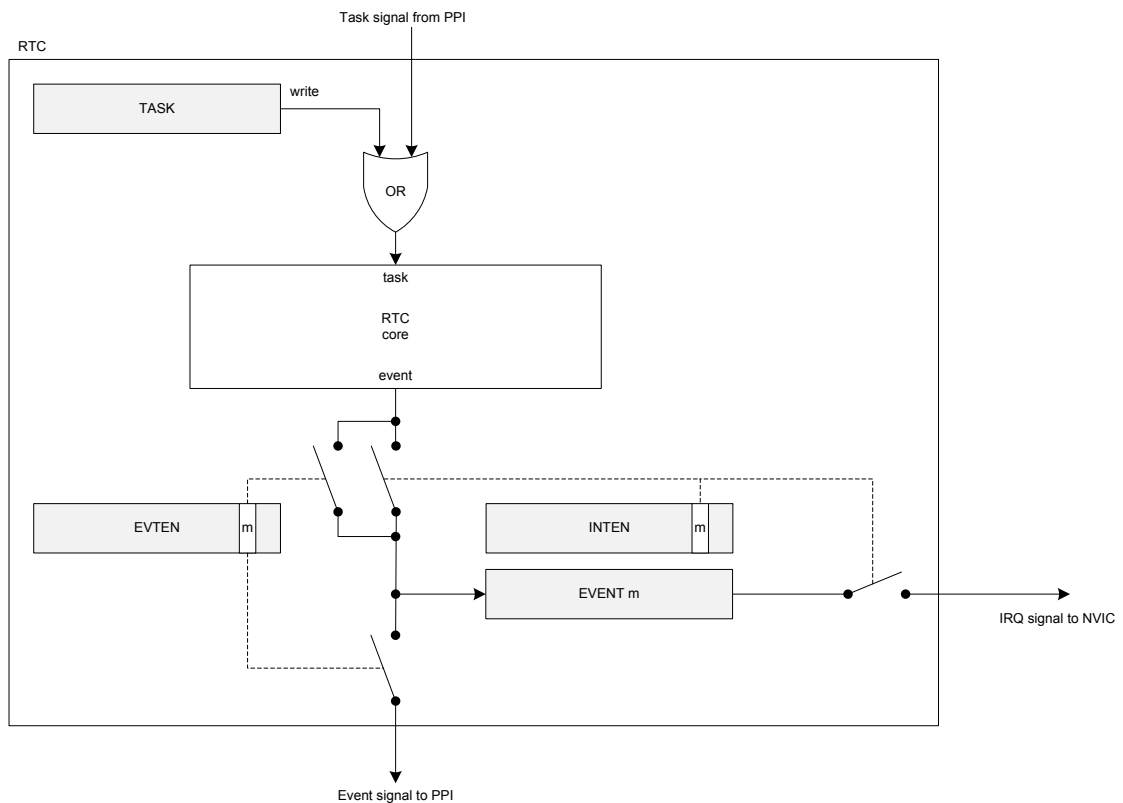 Task signal from PPI
RTC
write
TASK
OR
task
RTC
core
event
EVTEN
m
INTEN
m
EVENT m
IRQ signal to NVIC
Event signal to PPI